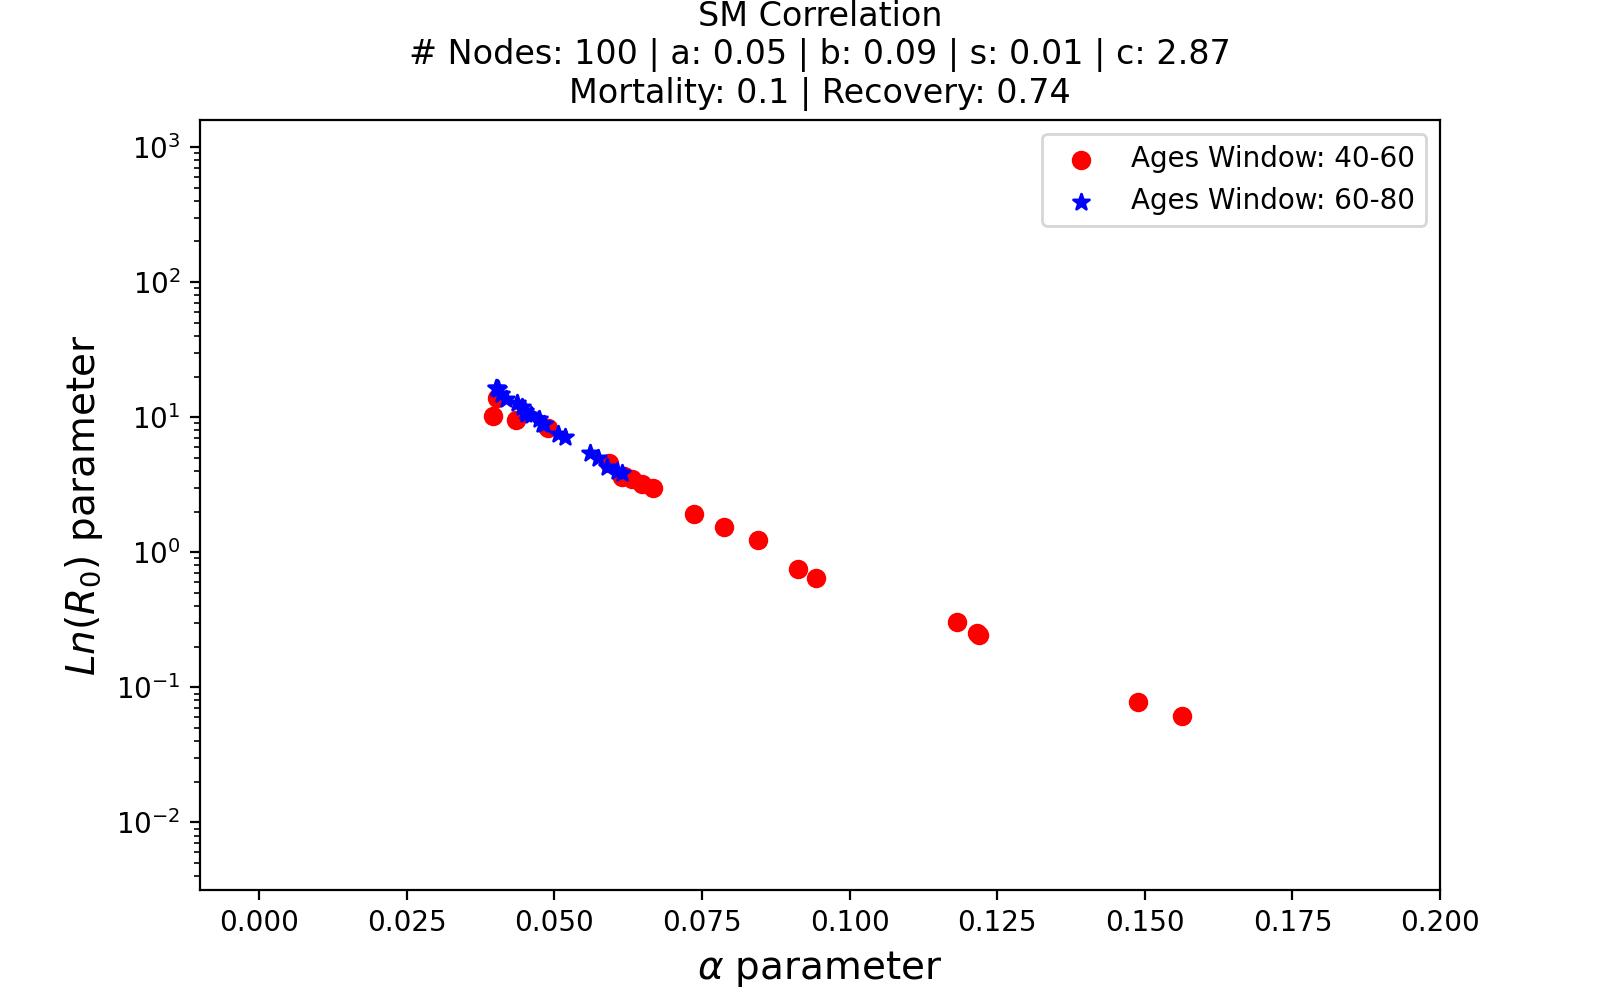 SM Correlation
# Nodes: 100 | a: 0.05 | b: 0.09 | s: 0.01 | c: 2.87
Mortality: 0.1 | Recovery: 0.74
Ages Window: 40-60
Ages Window: 60-80
10³
10²
10¹
10⁰
10⁻¹
10⁻²
Ln(R₀) parameter
0.000 0.025 0.050 0.075 0.100 0.125 0.150 0.175 0.200
α parameter